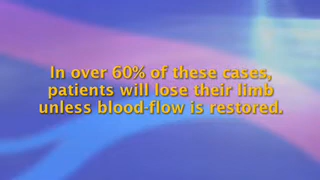 In over 60% of these cases,
patients will lose their limb
unless blood-flow is restored.